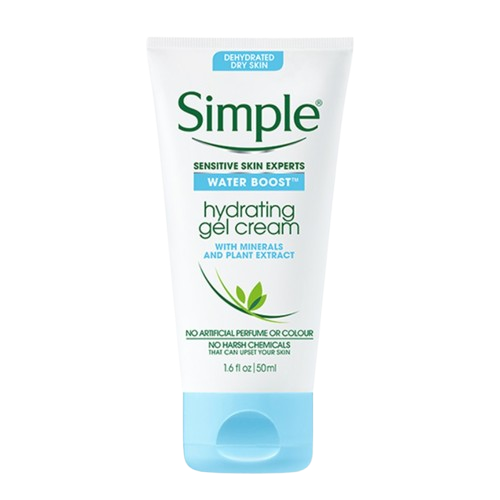 DEHYDRATED
DRY SKIN
Simple®
SENSITIVE SKIN EXPERTS
WATER BOOST™
hydrating
gel cream
WITH MINERALS
AND PLANT EXTRACT
NO ARTIFICIAL PERFUME OR COLOUR
NO HARSH CHEMICALS
THAT CAN UPSET YOUR SKIN
1.6 fl oz | 50ml